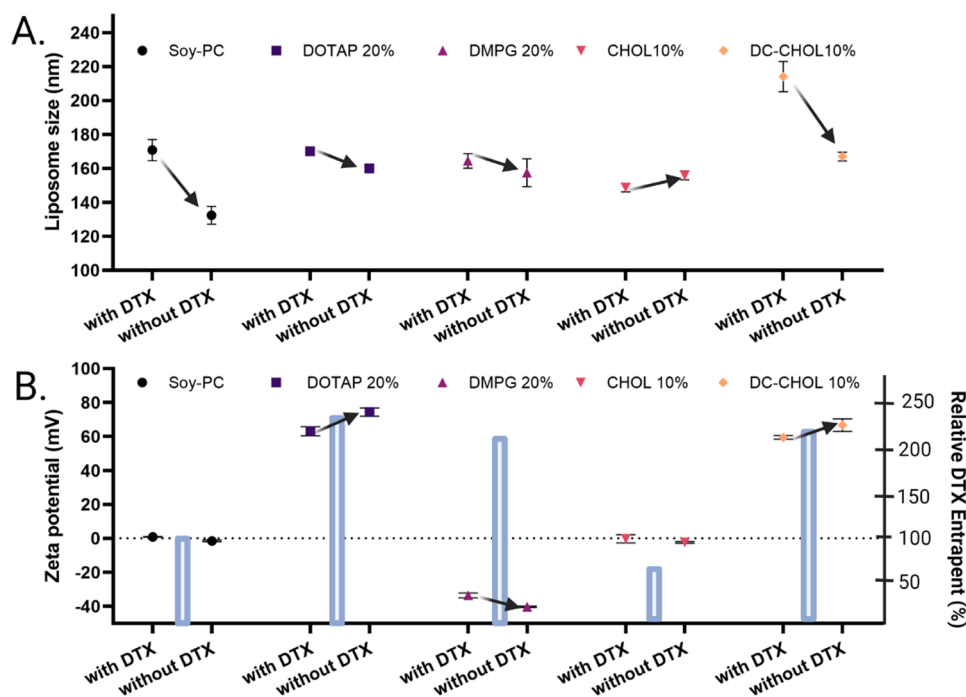 A.
Soy-PC DOTAP 20% DMPG 20% CHOL10% DC-CHOL10%
Liposome size (nm)
240
220
200
180
160
140
120
100
with DTX without DTX with DTX without DTX with DTX without DTX with DTX without DTX with DTX without DTX
B.
Soy-PC DOTAP 20% DMPG 20% CHOL 10% DC-CHOL 10%
Zeta potential (mV)
100
80
60
40
20
0
-20
-40
250
200
150
100
50
Relative DTX Entrapent (%)
with DTX without DTX with DTX without DTX with DTX without DTX with DTX without DTX with DTX without DTX